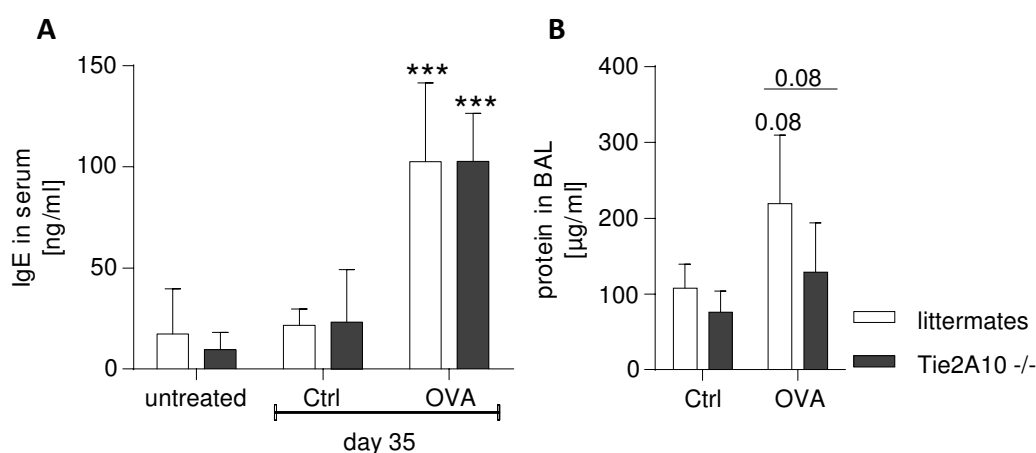 A
IgE in serum
[ng/ml]
150
100
50
0
***
***
untreated
Ctrl
OVA
day 35
B
protein in BAL
[µg/ml]
400
300
200
100
0
0.08
0.08
Ctrl
OVA
littermates
Tie2A10 -/-